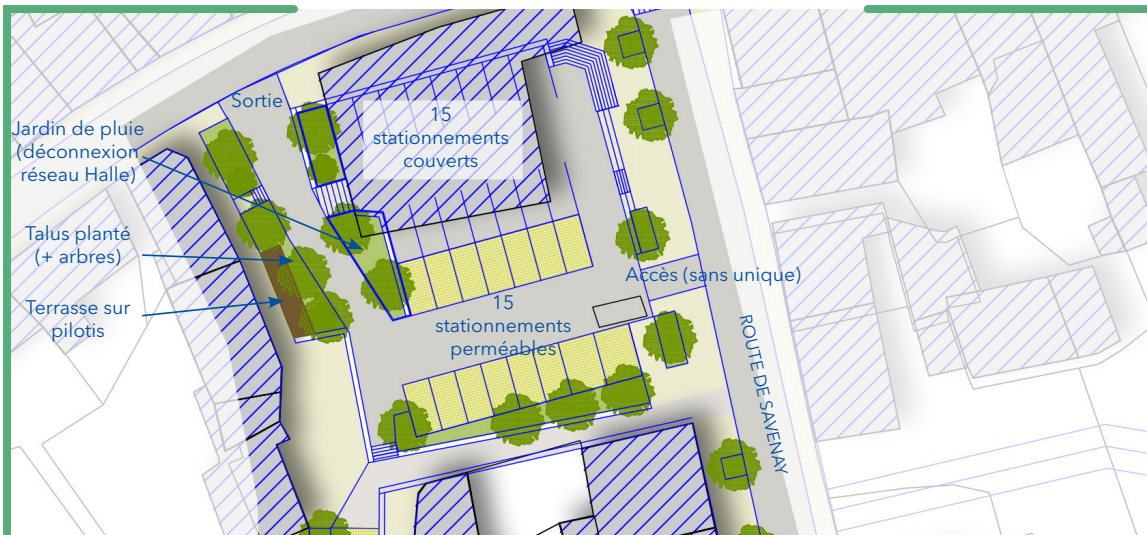 Sortie
15
stationnements
couverts
Jardin de pluie
(déconnexion
réseau Halle)
Talus planté
(+ arbres)
Terrasse sur
pilotis
Accès (sans unique)
15
stationnements
perméables
ROUTE DE SAVENAY